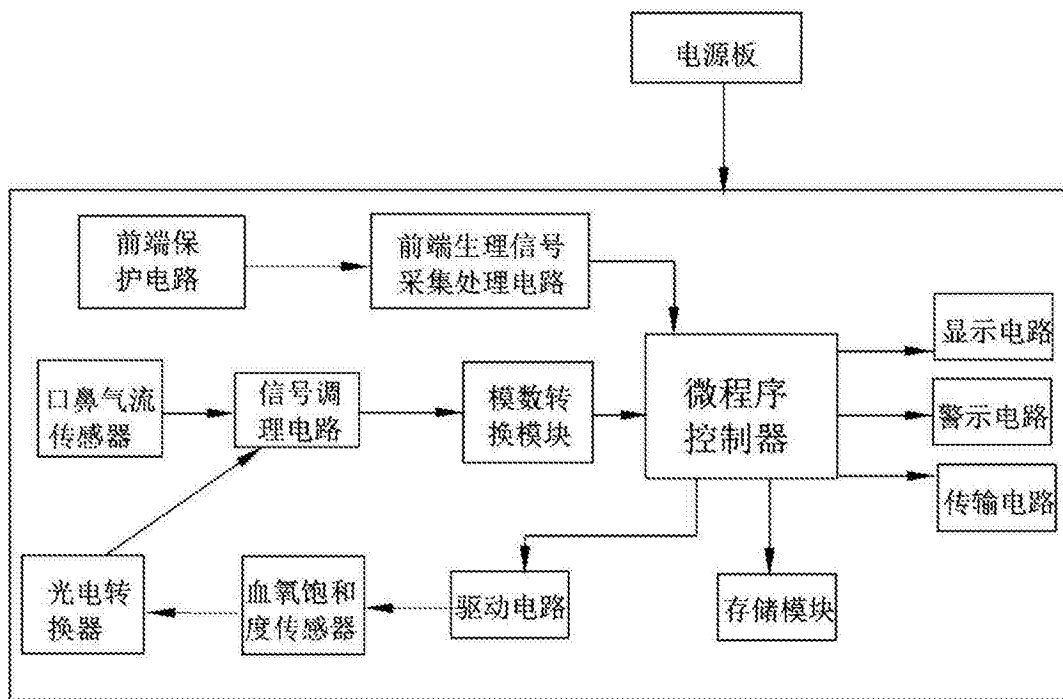 电源板
前端保
护电路
前端生理信号
采集处理电路
口鼻气流
传感器
信号调
理电路
模数转
换模块
微程序
控制器
显示电路
警示电路
传输电路
光电转
换器
血氧饱和
度传感器
驱动电路
存储模块